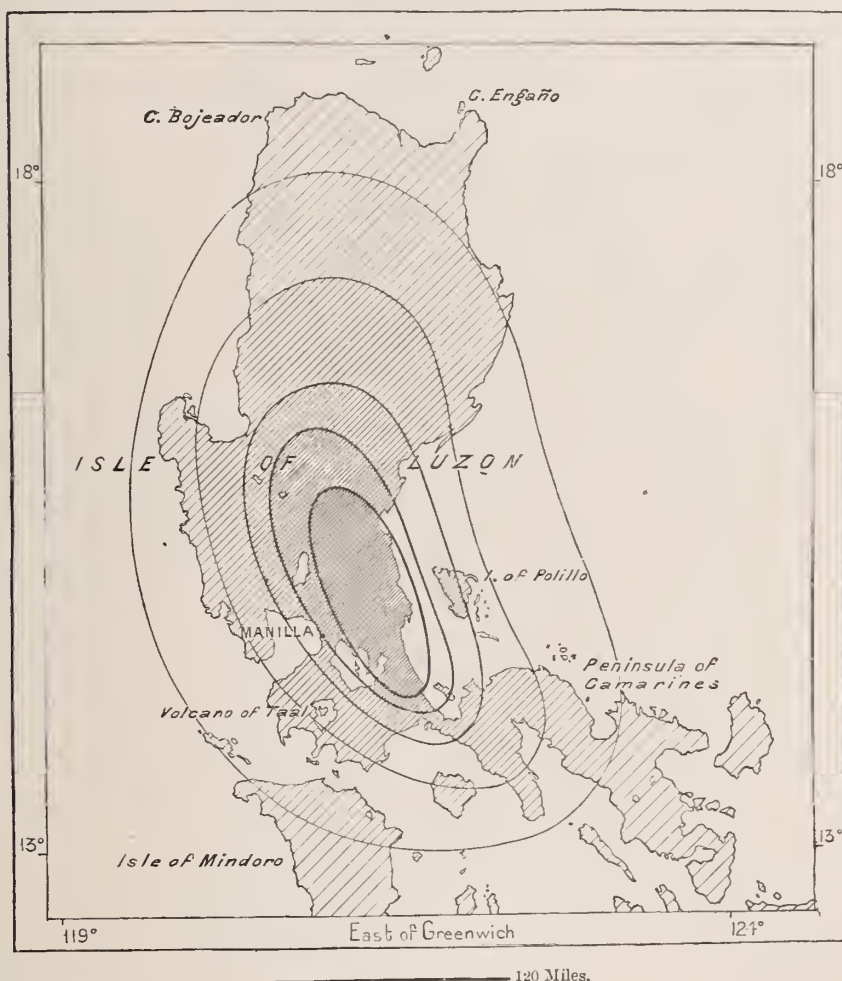 C. Engaño
C. Bojeador
18°
18°
ISLE OF LUZON
I. of Polillo
MANILLA
Peninsula of
Camarines
Volcano of Taal
13°
13°
Isle of Mindoro
119°
East of Greenwich
124°
120 Miles.